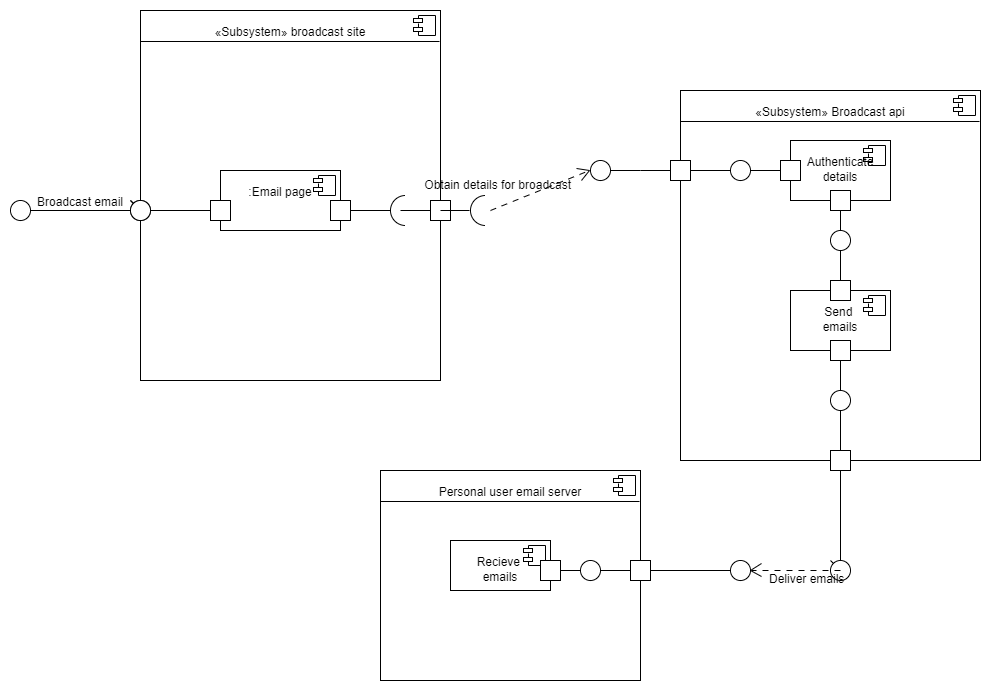 «Subsystem» broadcast site
«Subsystem» Broadcast api
Authenticate
details
Obtain details for broadcast
:Email page
Broadcast email
Send
emails
Personal user email server
Recieve
emails
Deliver emails